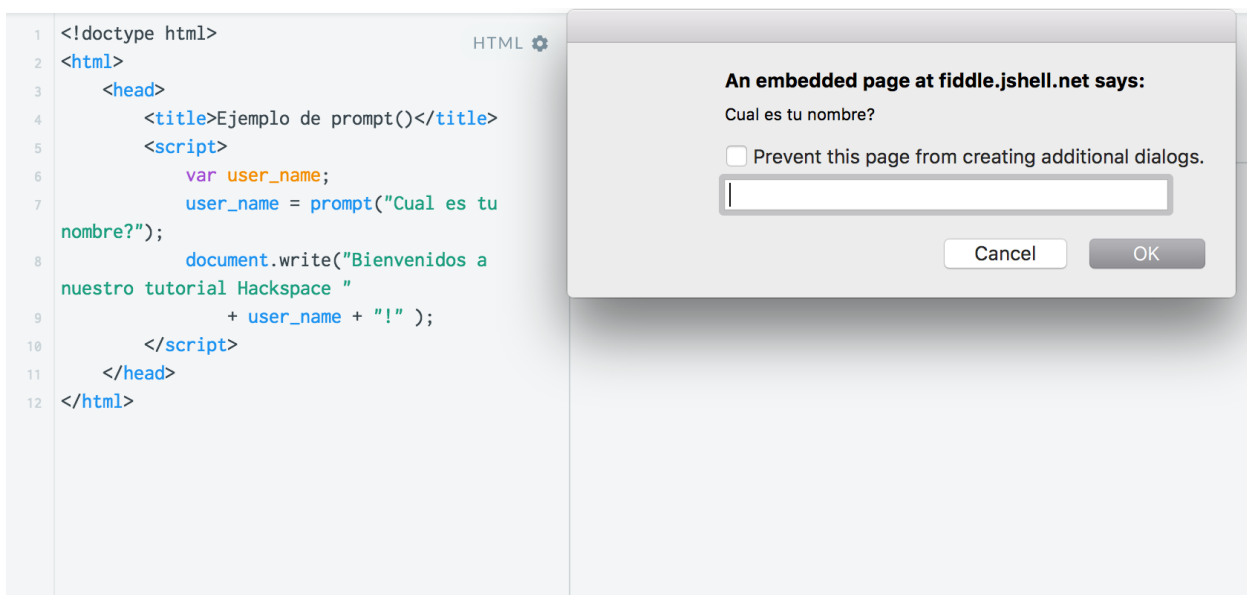 1 <!doctype html>
HTML
2 <html>
3 <head>
4 <title>Ejemplo de prompt()</title>
5 <script>
6 var user_name;
7 user_name = prompt("Cual es tu
nombre?");
8 document.write("Bienvenidos a
nuestro tutorial Hackspace "
9 + user_name + "!" );
10 </script>
11 </head>
12 </html>
An embedded page at fiddle.jshell.net says:
Cual es tu nombre?
Prevent this page from creating additional dialogs.
Cancel
OK